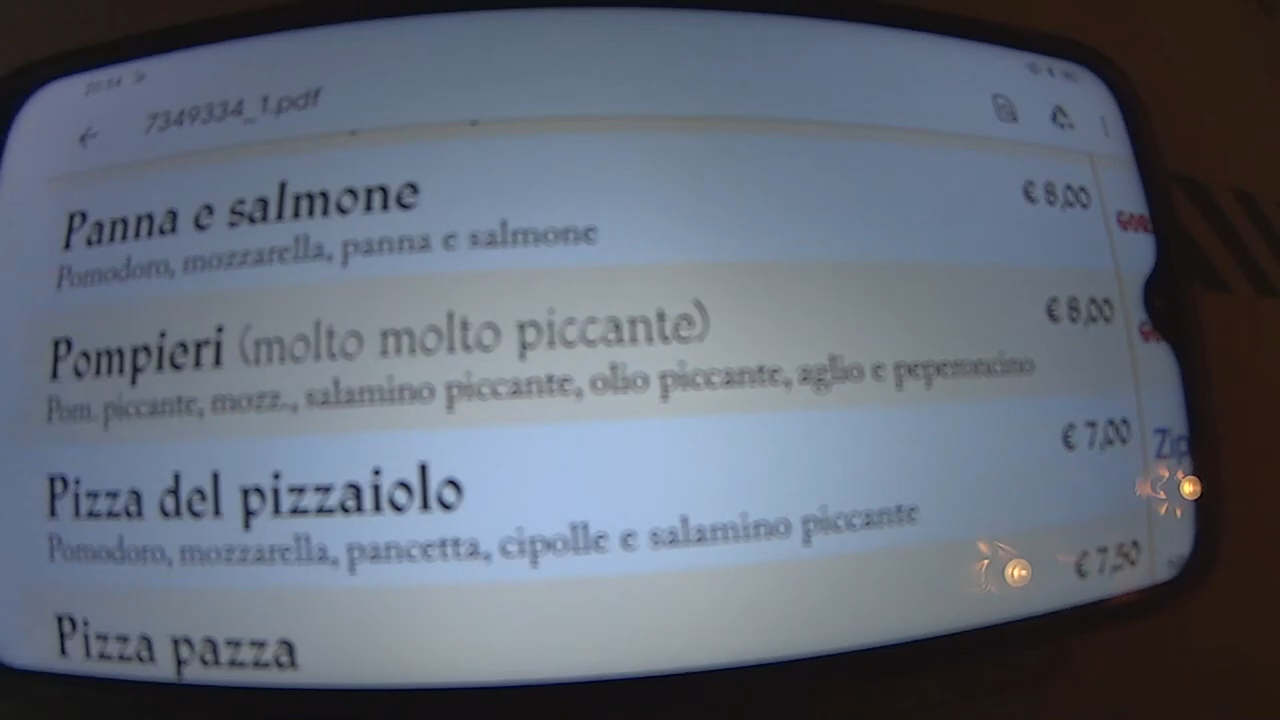 7349334_1.pdf
Panna e salmone € 8,00
Pomodoro, mozzarella, panna e salmone
Pompieri (molto molto piccante) € 8,00
Pom. piccante, mozz., salamino piccante, olio piccante, aglio e peperoncino
Pizza del pizzaiolo € 7,00
Pomodoro, mozzarella, pancetta, cipolle e salamino piccante
Pizza pazza € 7,50
Zip